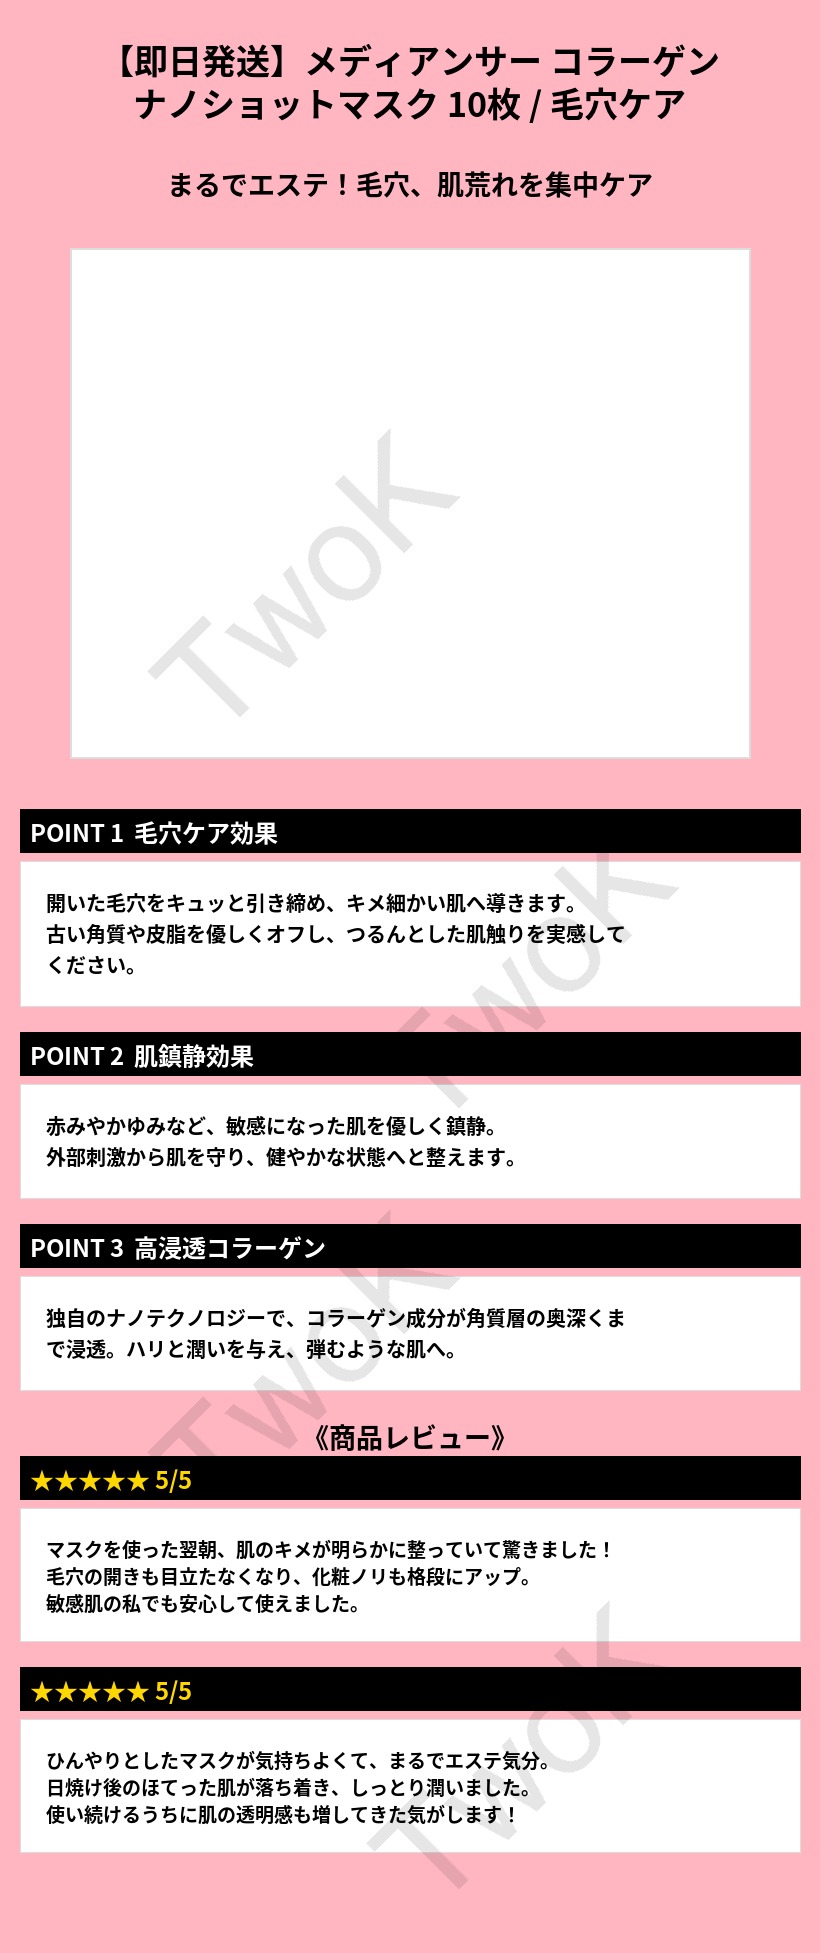 【即日発送】メディアンサー コラーゲン
ナノショットマスク 10枚 / 毛穴ケア
まるでエステ！毛穴、肌荒れを集中ケア
TwoK
POINT 1 毛穴ケア効果
開いた毛穴をキュッと引き締め、キメ細かい肌へ導きます。
古い角質や皮脂を優しくオフし、つるんとした肌触りを実感して
ください。
TwoK
POINT 2 肌鎮静効果
赤みやかゆみなど、敏感になった肌を優しく鎮静。
外部刺激から肌を守り、健やかな状態へと整えます。
POINT 3 高浸透コラーゲン
独自のナノテクノロジーで、コラーゲン成分が角質層の奥深くま
で浸透。ハリと潤いを与え、弾むような肌へ。
TwoK
《商品レビュー》
★★★★★ 5/5
マスクを使った翌朝、肌のキメが明らかに整っていて驚きました！
毛穴の開きも目立たなくなり、化粧ノリも格段にアップ。
敏感肌の私でも安心して使えました。
★★★★★ 5/5
ひんやりとしたマスクが気持ちよくて、まるでエステ気分。
日焼け後のほてった肌が落ち着き、しっとり潤いました。
使い続けるうちに肌の透明感も増してきた気がします！
TwoK